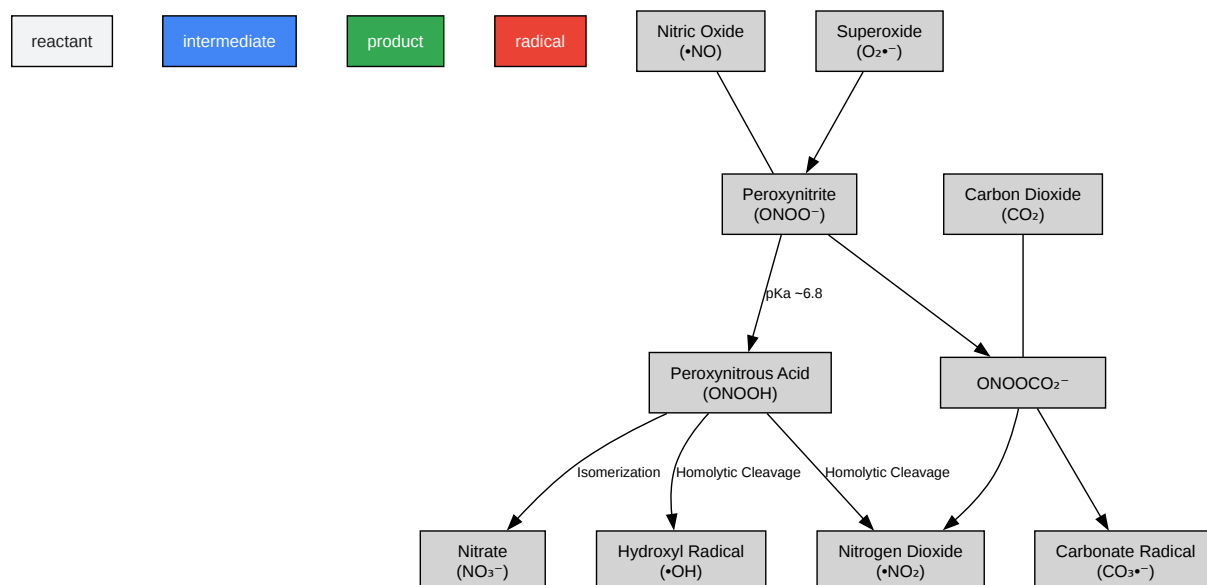 reactant
intermediate
product
radical
Nitric Oxide
(•NO)
Superoxide
(O₂•⁻)
Peroxynitrite
(ONOO⁻)
Carbon Dioxide
(CO₂)
pKa ~6.8
Peroxynitrous Acid
(ONOOH)
ONOOCO₂⁻
Isomerization
Homolytic Cleavage
Homolytic Cleavage
Nitrate
(NO₃⁻)
Hydroxyl Radical
(•OH)
Nitrogen Dioxide
(•NO₂)
Carbonate Radical
(CO₃•⁻)